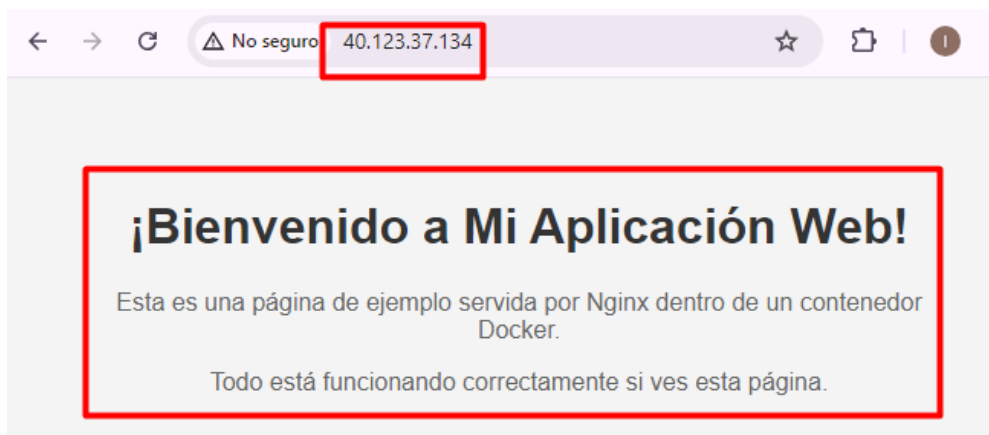 No seguro 40.123.37.134
I
¡Bienvenido a Mi Aplicación Web!
Esta es una página de ejemplo servida por Nginx dentro de un contenedor
Docker.
Todo está funcionando correctamente si ves esta página.